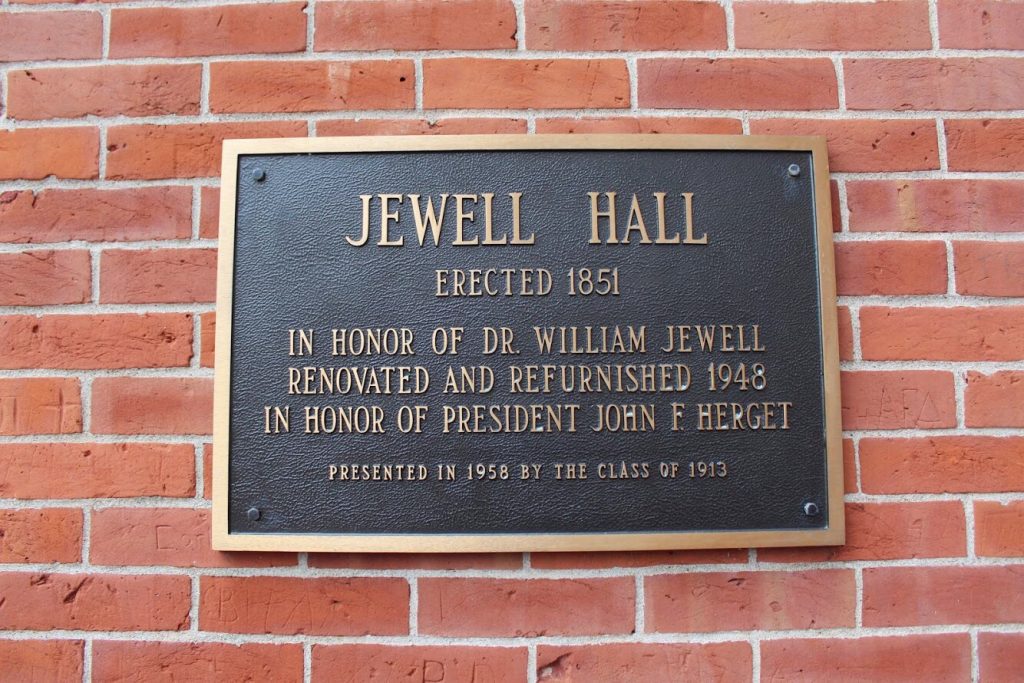 JEWELL HALL
ERECTED 1851
IN HONOR OF DR. WILLIAM JEWELL
RENOVATED AND REFURNISHED 1948
IN HONOR OF PRESIDENT JOHN F. HERGET
PRESENTED IN 1958 BY THE CLASS OF 1913